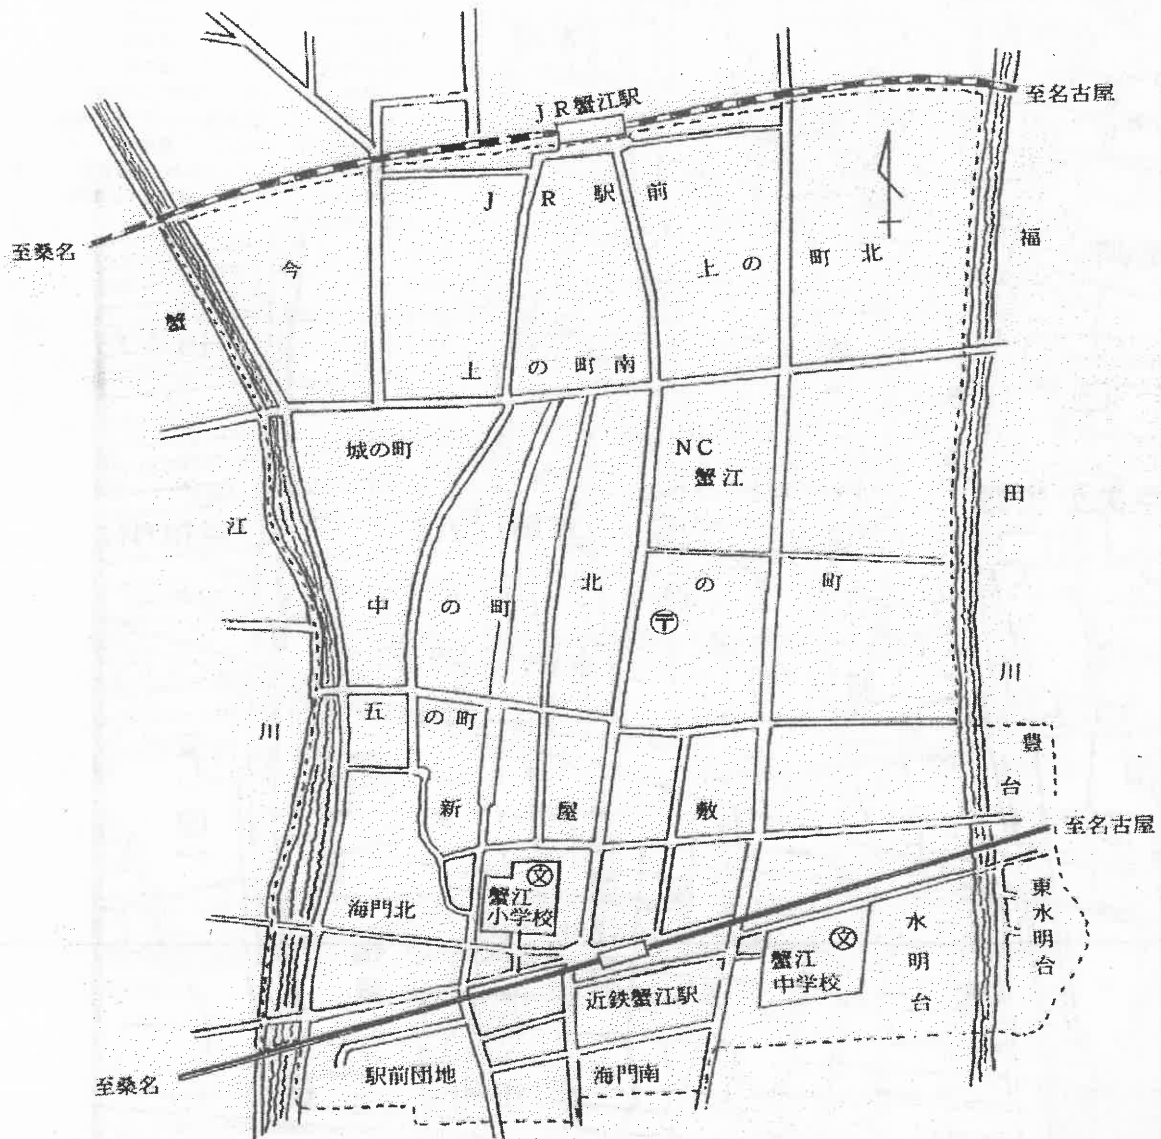 JR蟹江駅
至名古屋
JR駅前
至桑名
今
上の町北
福田川
蟹江川
上の町南
城の町
NC
蟹江
中の町
北の町
〒
五の町
豊台
新屋敷
至名古屋
文
蟹江
小学校
海門北
東水明台
水明台
文
蟹江
中学校
近鉄蟹江駅
駅前団地
海門南
至桑名